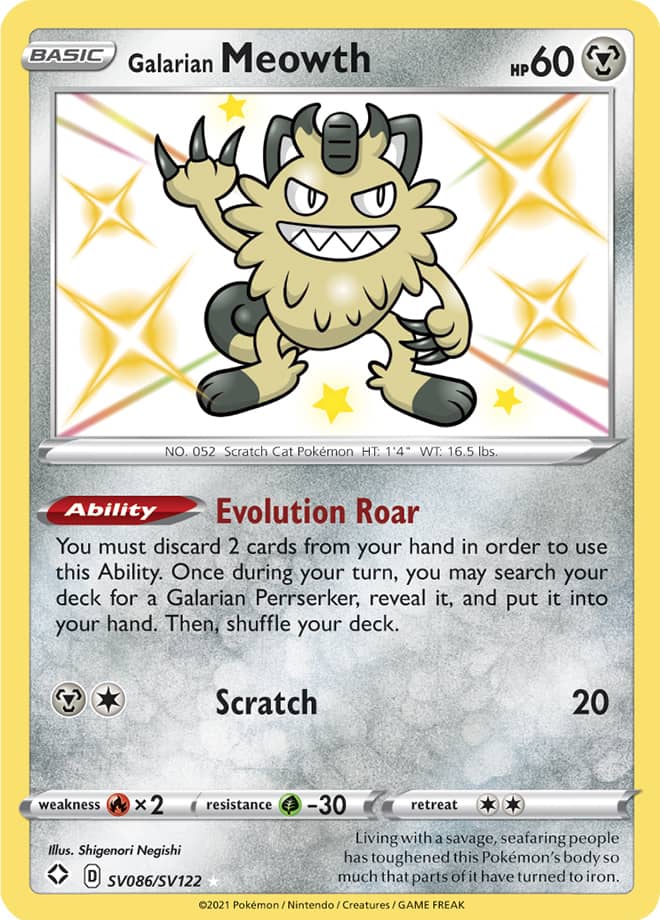 BASIC Galarian Meowth HP 60
NO. 052 Scratch Cat Pokémon HT: 1'4" WT: 16.5 lbs.
Ability Evolution Roar
You must discard 2 cards from your hand in order to use
this Ability. Once during your turn, you may search your
deck for a Galarian Perrserker, reveal it, and put it into
your hand. Then, shuffle your deck.
Scratch 20
weakness ×2 resistance -30 retreat
Illus. Shigenori Negishi
Living with a savage, seafaring people
has toughened this Pokémon's body so
much that parts of it have turned to iron.
D SV086/SV122
©2021 Pokémon / Nintendo / Creatures / GAME FREAK